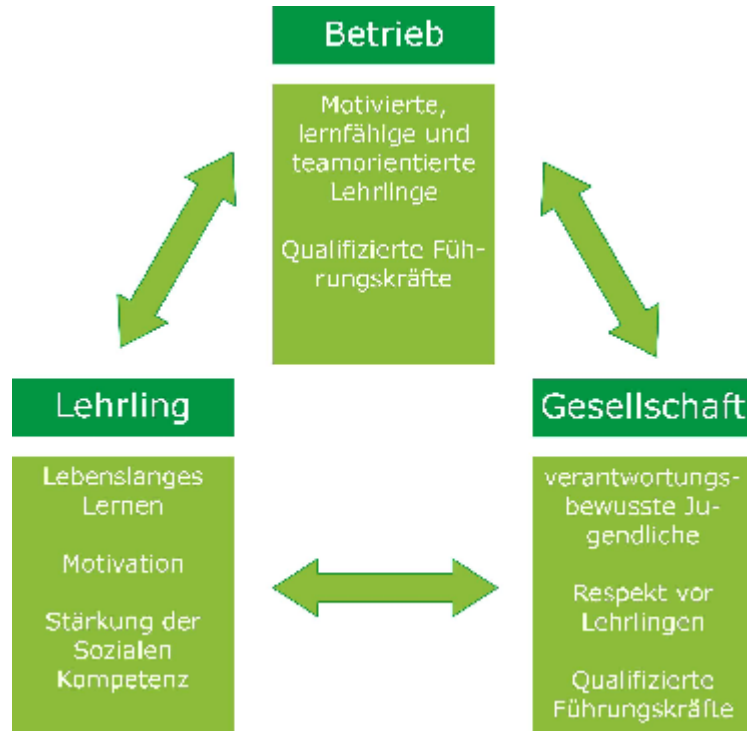 Betrieb
Motivierte,
lernfähige und
teamorientierte
Lehrlinge
Qualifizierte Füh-
rungskräfte
Lehrling
Lebenslanges
Lernen
Motivation
Stärkung der
Sozialen
Kompetenz
Gesellschaft
verantwortungs-
bewusste Ju-
gendliche
Respekt vor
Lehrlingen
Qualifizierte
Führungskräfte